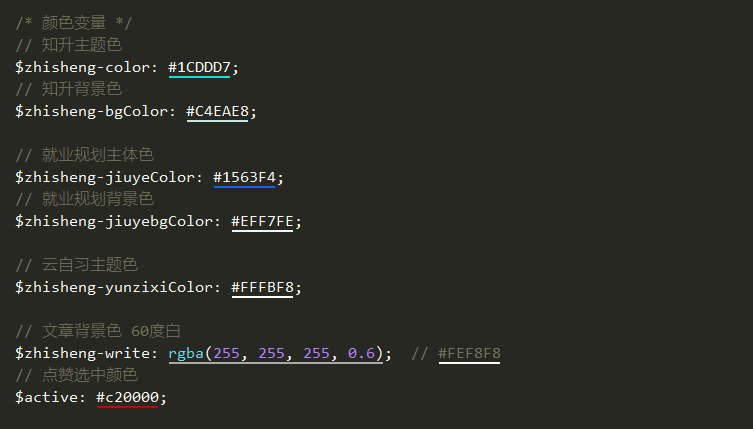 /* 颜色变量 */
// 知升主题色
$zhisheng-color: #1CDDD7;
// 知升背景色
$zhisheng-bgColor: #C4EAE8;
// 就业规划主体色
$zhisheng-jiuyeColor: #1563F4;
// 就业规划背景色
$zhisheng-jiuyebgColor: #EFF7FE;
// 云自习主题色
$zhisheng-yunzixiColor: #FFFBF8;
// 文章背景色 60度白
$zhisheng-write: rgba(255, 255, 255, 0.6);  // #FEF8F8
// 点赞选中颜色
$active: #c20000;